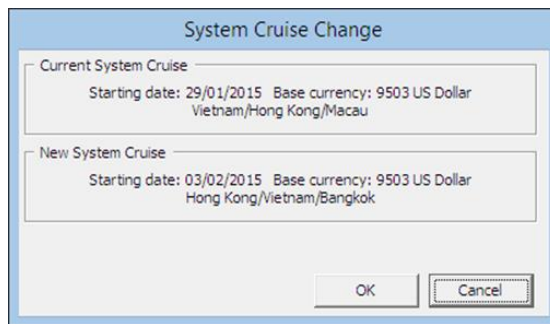 System Cruise Change
Current System Cruise
Starting date: 29/01/2015 Base currency: 9503 US Dollar
Vietnam/Hong Kong/Macau
New System Cruise
Starting date: 03/02/2015 Base currency: 9503 US Dollar
Hong Kong/Vietnam/Bangkok
OK Cancel